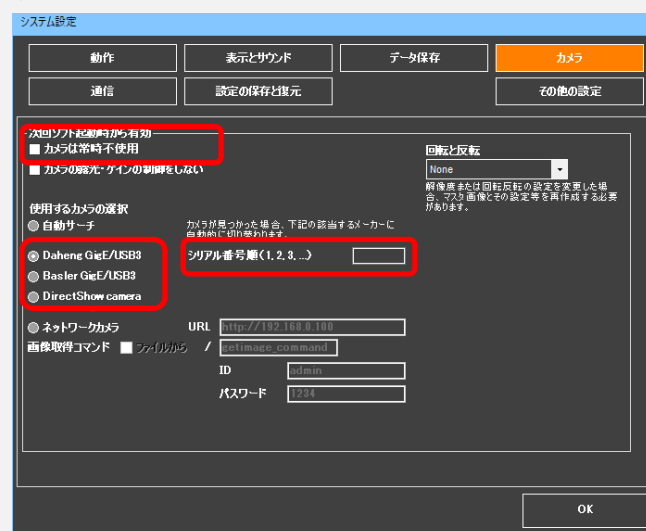 システム設定
動作
表示とサウンド
データ保存
カメラ
通信
設定の保存と復元
その他の設定
次回ソフト起動時から有効
カメラは常時不使用
カメラの露光・ゲインの制御をしない
回転と反転
None
解像度または回転反転の設定を変更した場
合、マスク画像とその設定等を再作成する必要
があります。
使用するカメラの選択
自動サーチ
カメラが見つかった場合、下記の該当するメーカーに
自動的に切り替わります。
Daheng GigE/USB3
シリアル番号順(1, 2, 3, ...)
Basler GigE/USB3
DirectShow camera
ネットワークカメラ
URL http://192.168.0.100
画像取得コマンド ファイルから / getimage_command
ID admin
パスワード 1234
OK